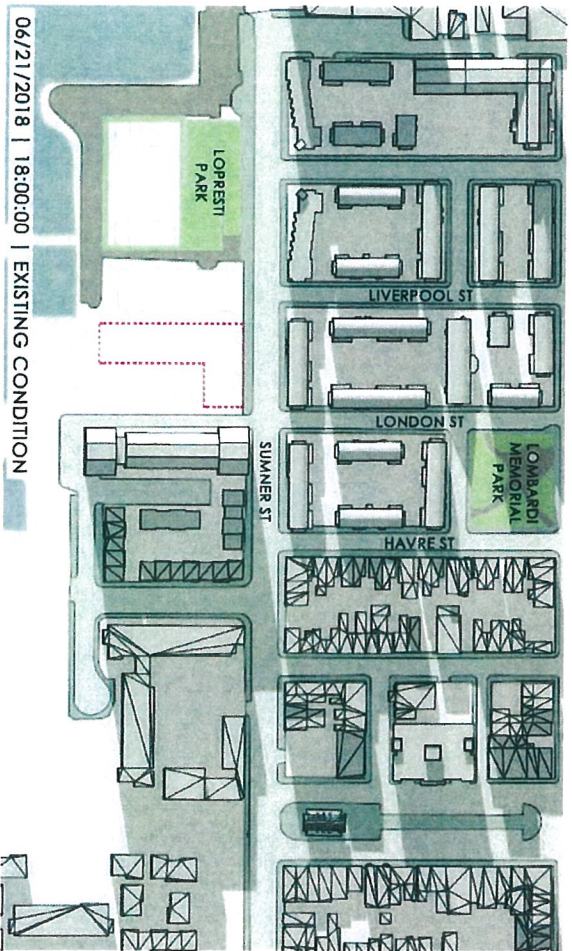 LOPRESTI
PARK
LIVERPOOL ST
LONDON ST
LOMBARDI
MEMORIAL
PARK
SUMNER ST
HAVRE ST
06/21/2018 | 18:00:00 | EXISTING CONDITION